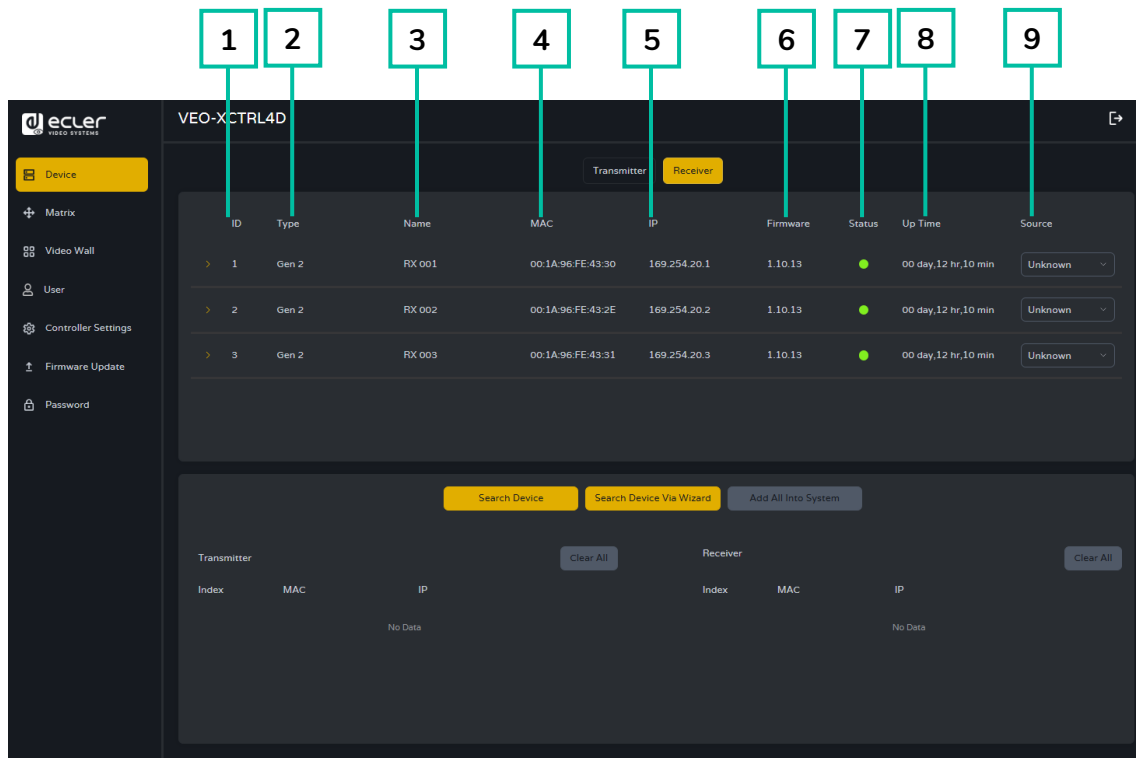 1 2 3 4 5 6 7 8 9
ecler
VIDEO SYSTEMS
VEO-XCTRL4D
Device
Matrix
Video Wall
User
Controller Settings
Firmware Update
Password
Transmitter Receiver
ID Type Name MAC IP Firmware Status Up Time Source
1 Gen 2 RX 001 00:1A:96:FE:43:30 169.254.20.1 1.10.13 00 day,12 hr,10 min Unknown
2 Gen 2 RX 002 00:1A:96:FE:43:2E 169.254.20.2 1.10.13 00 day,12 hr,10 min Unknown
3 Gen 2 RX 003 00:1A:96:FE:43:31 169.254.20.3 1.10.13 00 day,12 hr,10 min Unknown
Search Device Search Device Via Wizard Add All Into System
Transmitter Clear All
Index MAC IP
No Data
Receiver Clear All
Index MAC IP
No Data